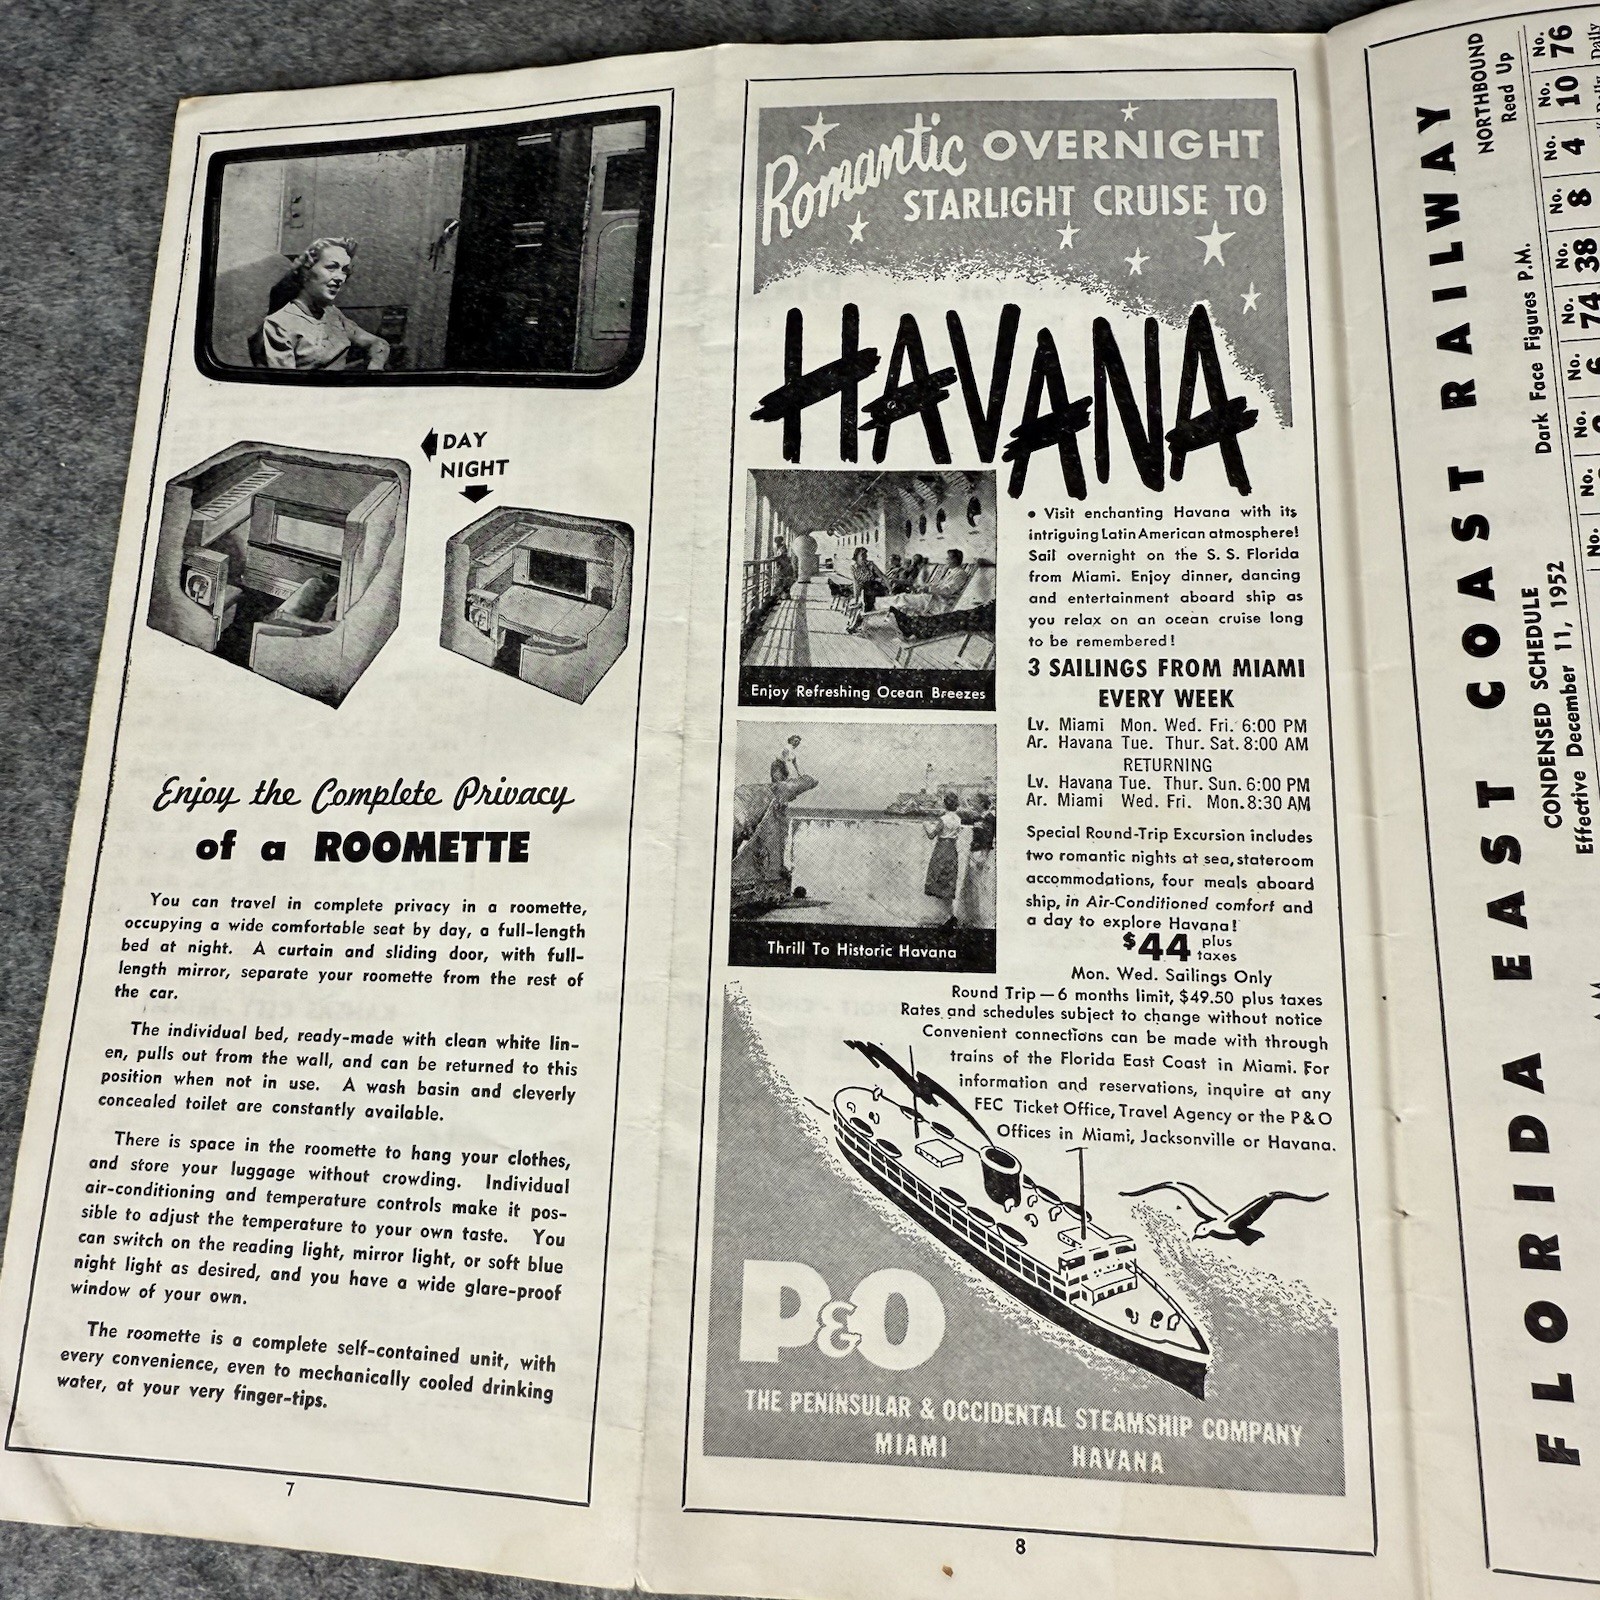 DAY
NIGHT
Enjoy the Complete Privacy
of a ROOMETTE
You can travel in complete privacy in a roomette,
occupying a wide comfortable seat by day, a full-length
bed at night. A curtain and sliding door, with full-
length mirror, separate your roomette from the rest of
the car.
The individual bed, ready-made with clean white lin-
en, pulls out from the wall, and can be returned to this
position when not in use. A wash basin and cleverly
concealed toilet are constantly available.
There is space in the roomette to hang your clothes,
and store your luggage without crowding. Individual
air-conditioning and temperature controls make it pos-
sible to adjust the temperature to your own taste. You
can switch on the reading light, mirror light, or soft blue
night light as desired, and you have a wide glare-proof
window of your own.
The roomette is a complete self-contained unit, with
every convenience, even to mechanically cooled drinking
water, at your very finger-tips.
7
Romantic OVERNIGHT
STARLIGHT CRUISE TO
HAVANA
• Visit enchanting Havana with its
intriguing Latin American atmosphere!
Sail overnight on the S. S. Florida
from Miami. Enjoy dinner, dancing
and entertainment aboard ship as
you relax on an ocean cruise long
to be remembered!
Enjoy Refreshing Ocean Breezes
3 SAILINGS FROM MIAMI
EVERY WEEK
Lv. Miami Mon. Wed. Fri. 6:00 PM
Ar. Havana Tue. Thur. Sat. 8:00 AM
RETURNING
Lv. Havana Tue. Thur. Sun. 6:00 PM
Ar. Miami Wed. Fri. Mon. 8:30 AM
Special Round-Trip Excursion includes
two romantic nights at sea, stateroom
accommodations, four meals aboard
ship, in Air-Conditioned comfort and
a day to explore Havana!
Thrill To Historic Havana
$44 plus taxes
Mon. Wed. Sailings Only
Round Trip — 6 months limit, $49.50 plus taxes
Rates and schedules subject to change without notice
Convenient connections can be made with through
trains of the Florida East Coast in Miami. For
information and reservations, inquire at any
FEC Ticket Office, Travel Agency or the P & O
Offices in Miami, Jacksonville or Havana.
P&O
THE PENINSULAR & OCCIDENTAL STEAMSHIP COMPANY
MIAMI HAVANA
8
FLORIDA EAST COAST RAILWAY
CONDENSED SCHEDULE
Effective December 11, 1952
Dark Face Figures P.M.
NORTHBOUND
Read Up
No. 74
No. 38
No. 8
No. 4
No. 10
No. 76
Daily